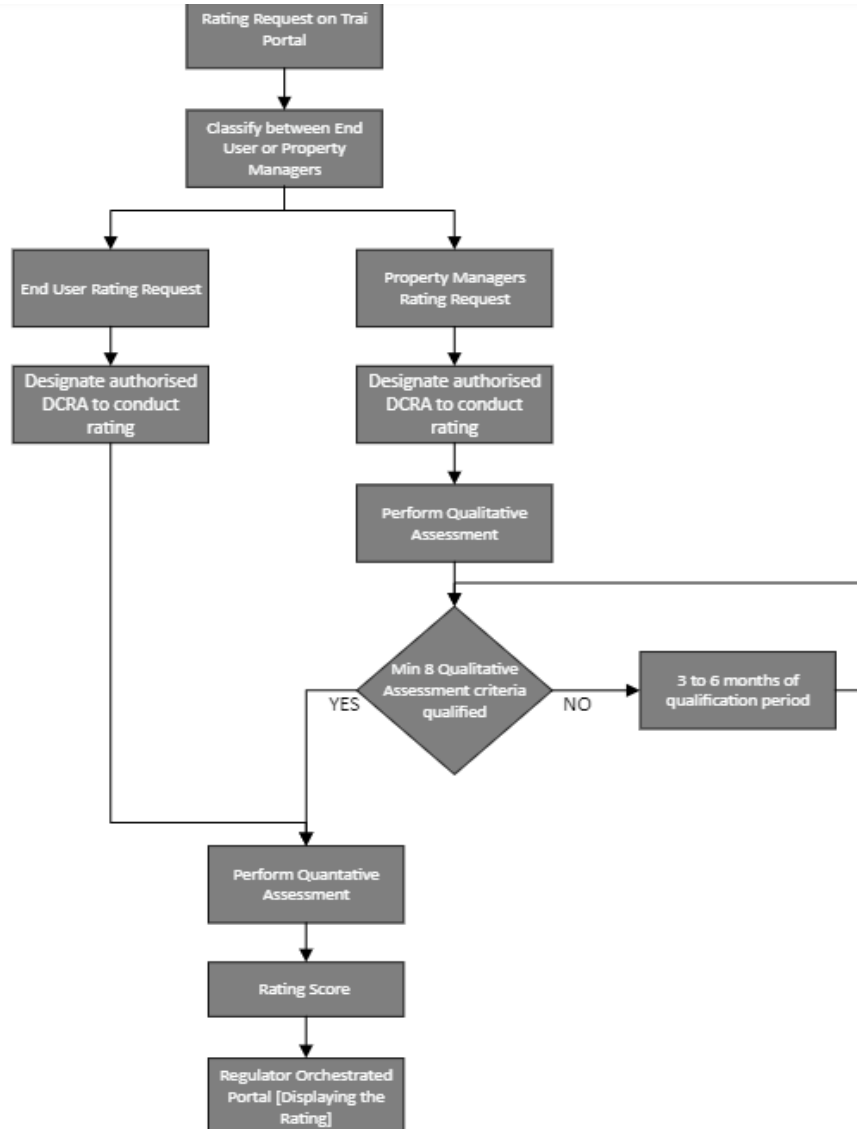 Rating Request on Trai
Portal
Classify between End
User or Property
Managers
End User Rating Request
Property Managers
Rating Request
Designate authorised
DCRA to conduct
rating
Designate authorised
DCRA to conduct
rating
Perform Qualitative
Assessment
Min 8 Qualitative
Assessment criteria
qualified
YES
NO
3 to 6 months of
qualification period
Perform Quantative
Assessment
Rating Score
Regulator Orchestrated
Portal [Displaying the
Rating]